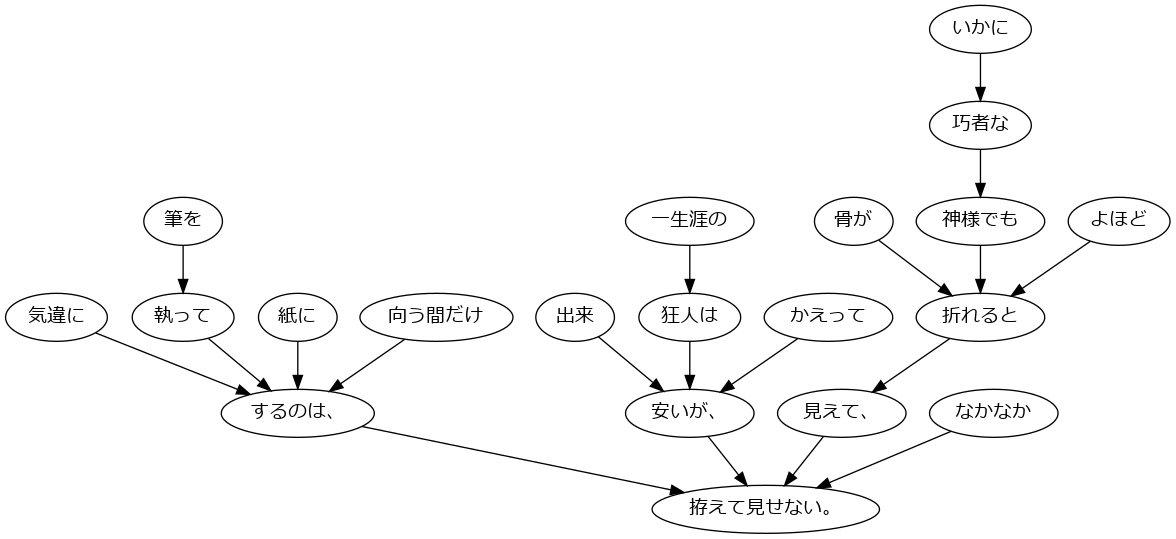 いかに
巧者な
筆を
一生涯の
骨が
神様でも
よほど
気違に
執って
紙に
向う間だけ
出来
狂人は
かえって
折れると
するのは、
安いが、
見えて、
なかなか
拵えて見せない。